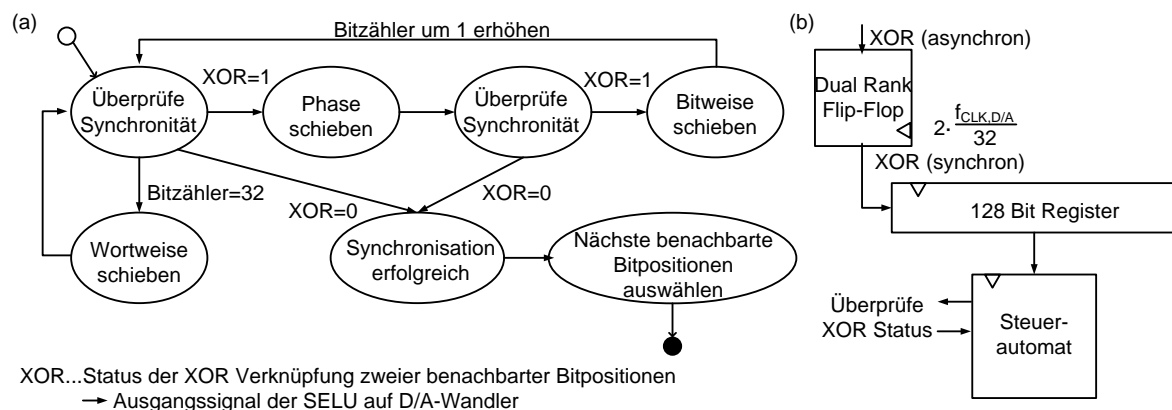 (a)
Bitzähler um 1 erhöhen
Überprüfe
Synchronität
XOR=1
Phase
schieben
Überprüfe
Synchronität
XOR=1
Bitweise
schieben
Bitzähler=32
XOR=0
XOR=0
Wortweise
schieben
Synchronisation
erfolgreich
Nächste benachbarte
Bitpositionen
auswählen
XOR...Status der XOR Verknüpfung zweier benachbarter Bitpositionen
→ Ausgangssignal der SELU auf D/A-Wandler
(b)
XOR (asynchron)
Dual Rank
Flip-Flop
2· fCLK,D/A
32
XOR (synchron)
128 Bit Register
Überprüfe
XOR Status
Steuer-
automat